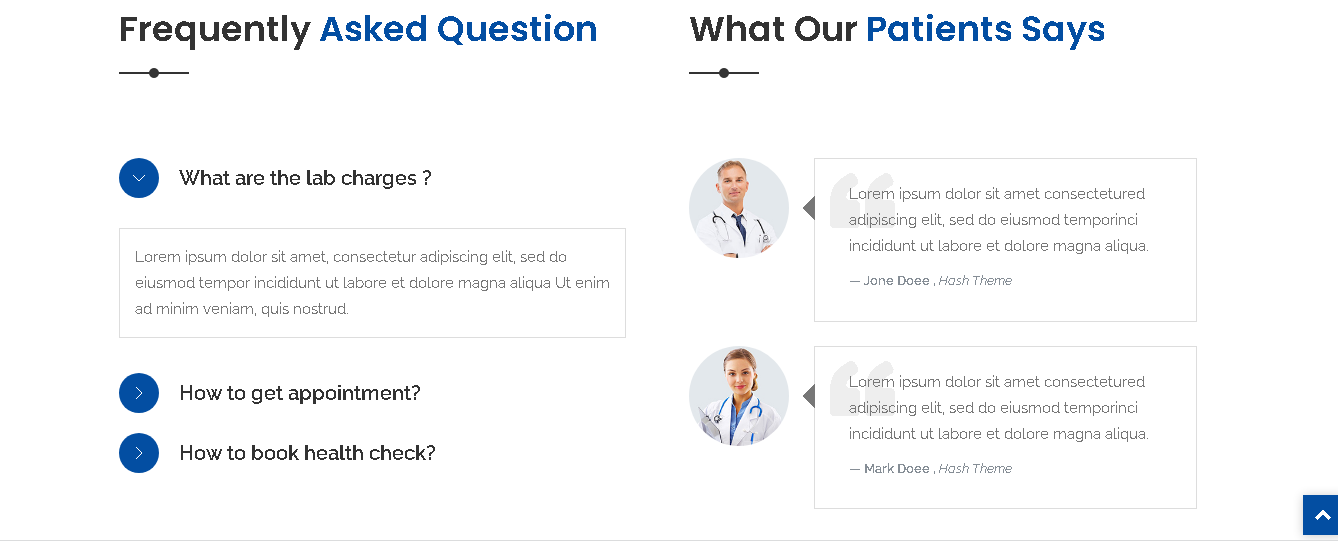 Frequently Asked Question
What are the lab charges ?
Lorem ipsum dolor sit amet, consectetur adipiscing elit, sed do
eiusmod tempor incididunt ut labore et dolore magna aliqua Ut enim
ad minim veniam, quis nostrud.
How to get appointment?
How to book health check?
What Our Patients Says
Lorem ipsum dolor sit amet consectetured
adipiscing elit, sed do eiusmod temporinci
incididunt ut labore et dolore magna aliqua.
— Jone Doee , Hash Theme
Lorem ipsum dolor sit amet consectetured
adipiscing elit, sed do eiusmod temporinci
incididunt ut labore et dolore magna aliqua.
— Mark Doee , Hash Theme